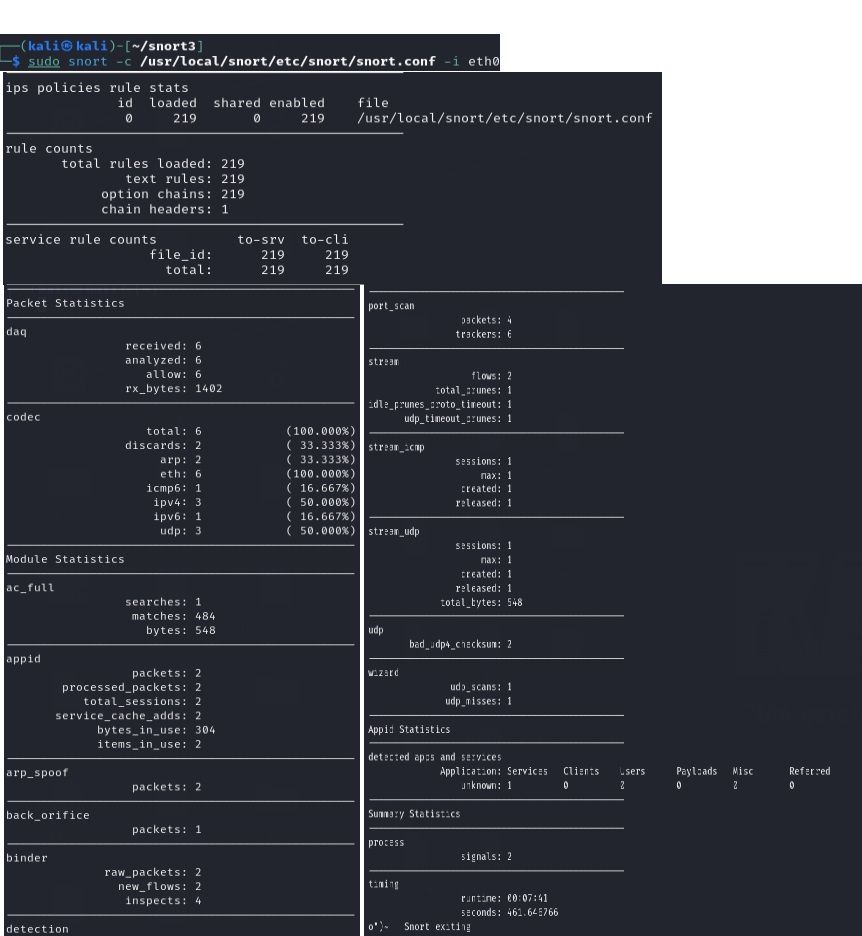 (kali㉿kali)-[~/snort3]
$ sudo snort -c /usr/local/snort/etc/snort/snort.conf -i eth0
ips policies rule stats
id loaded shared enabled file
0 219 0 219 /usr/local/snort/etc/snort/snort.conf
rule counts
total rules loaded: 219
text rules: 219
option chains: 219
chain headers: 1
service rule counts to-srv to-cli
file_id: 219 219
total: 219 219
Packet Statistics
daq
received: 6
analyzed: 6
allow: 6
rx_bytes: 1402
codec
total: 6 (100.000%)
discards: 2 ( 33.333%)
arp: 2 ( 33.333%)
eth: 6 (100.000%)
icmp6: 1 ( 16.667%)
ipv4: 3 ( 50.000%)
ipv6: 1 ( 16.667%)
udp: 3 ( 50.000%)
Module Statistics
ac_full
searches: 1
matches: 484
bytes: 548
appid
packets: 2
processed_packets: 2
total_sessions: 2
service_cache_adds: 2
bytes_in_use: 304
items_in_use: 2
arp_spoof
packets: 2
back_orifice
packets: 1
binder
raw_packets: 2
new_flows: 2
inspects: 4
detection
port_scan
packets: 4
trackers: 6
stream
flows: 2
total_prunes: 1
idle_prunes_proto_timeout: 1
udp_timeout_prunes: 1
stream_icmp
sessions: 1
max: 1
created: 1
released: 1
stream_udp
sessions: 1
max: 1
created: 1
released: 1
total_bytes: 548
udp
bad_udp4_checksum: 2
wizard
udp_scans: 1
udp_misses: 1
Appid Statistics
detected apps and services
Application: Services Clients Users Payloads Misc Referred
unknown: 1 0 2 0 2 0
Summary Statistics
process
signals: 2
timing
runtime: 00:07:41
seconds: 461.645766
o")~ Snort exiting